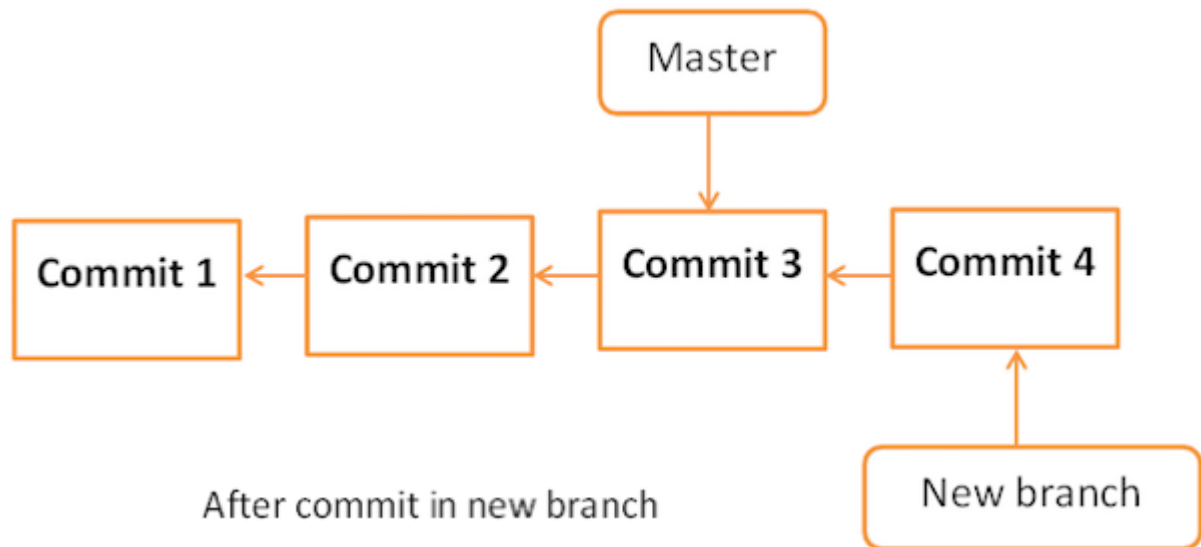 Master
Commit 1
Commit 2
Commit 3
Commit 4
After commit in new branch
New branch